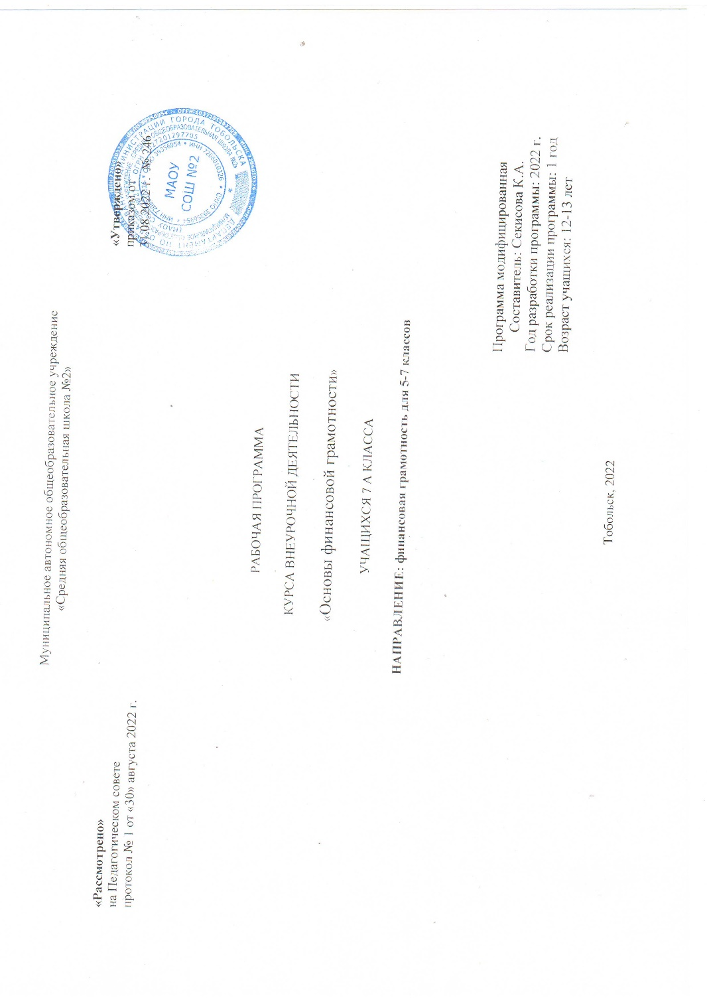 Муниципальное автономное общеобразовательное учреждение
«Средняя общеобразовательная школа №2»
«Рассмотрено»
на Педагогическом совете
протокол № 1 от «30» августа 2022 г.
«Утверждено»
приказом от
31.08.2022 г. № 246
МАОУ
СОШ №2
РАБОЧАЯ ПРОГРАММА
КУРСА ВНЕУРОЧНОЙ ДЕЯТЕЛЬНОСТИ
«Основы финансовой грамотности»
УЧАЩИХСЯ 7 А КЛАССА
НАПРАВЛЕНИЕ: финансовая грамотность для 5-7 классов
Программа модифицированная
Составитель: Секисова К.А.
Год разработки программы: 2022 г.
Срок реализации программы: 1 год
Возраст учащихся: 12-13 лет
Тобольск, 2022